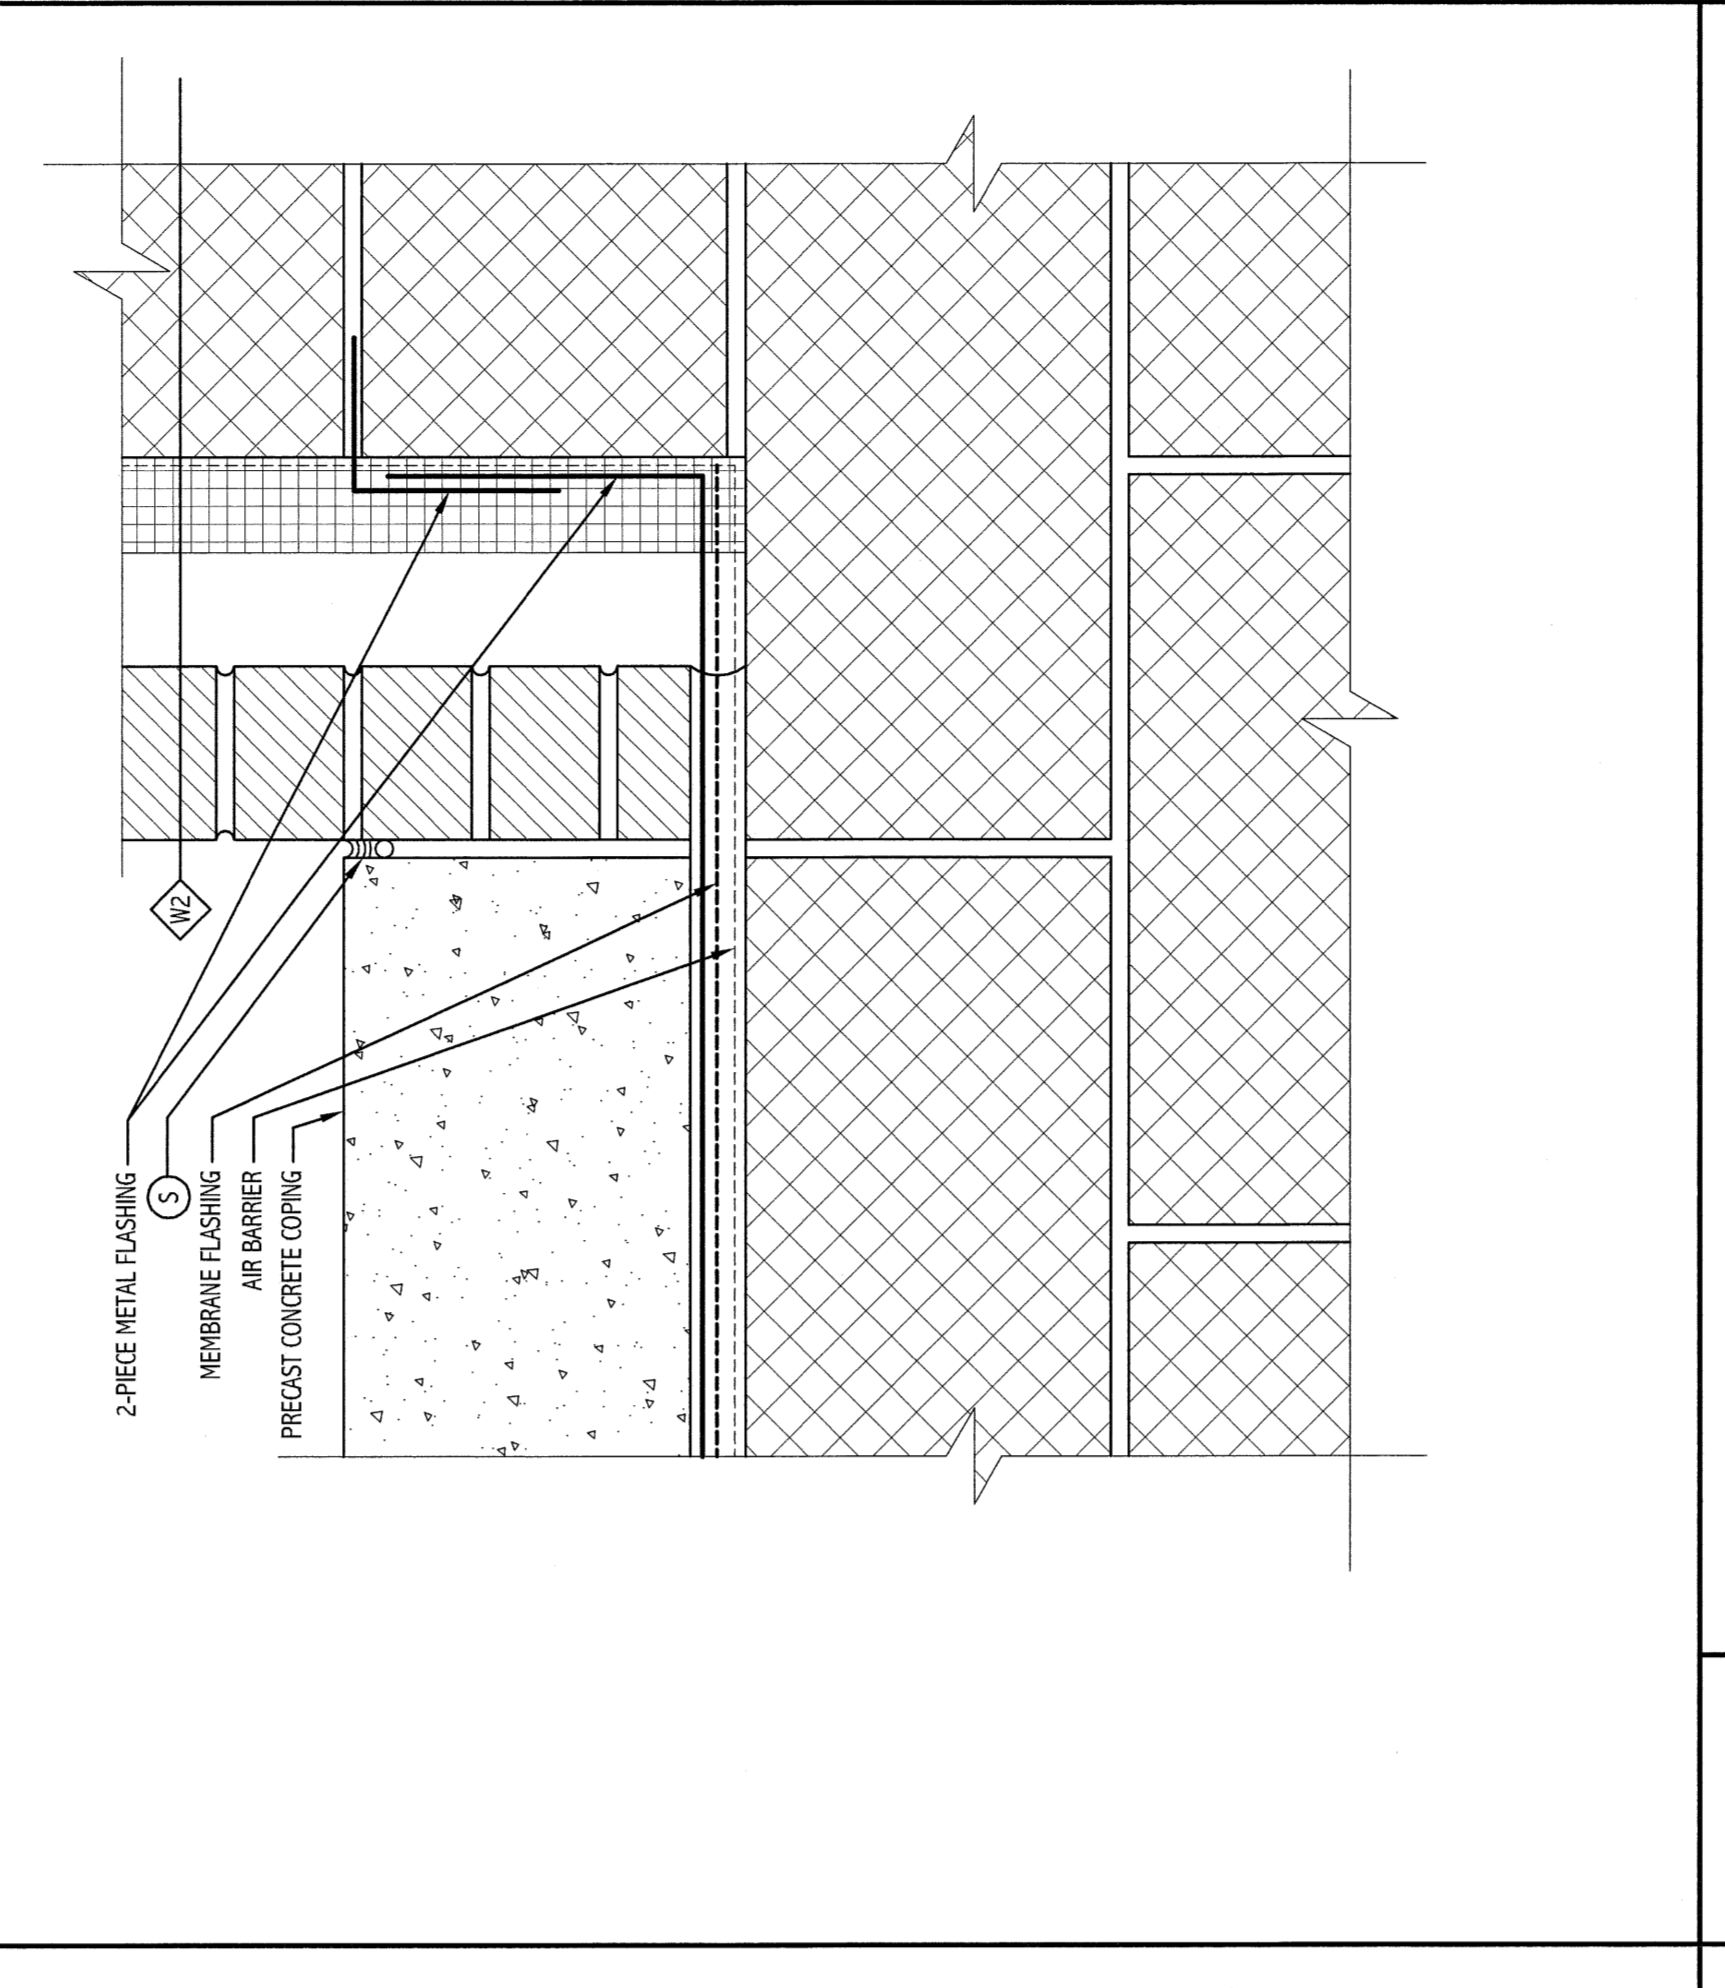 2-PIECE METAL FLASHING
S
MEMBRANE FLASHING
AIR BARRIER
PRECAST CONCRETE COPING
W2